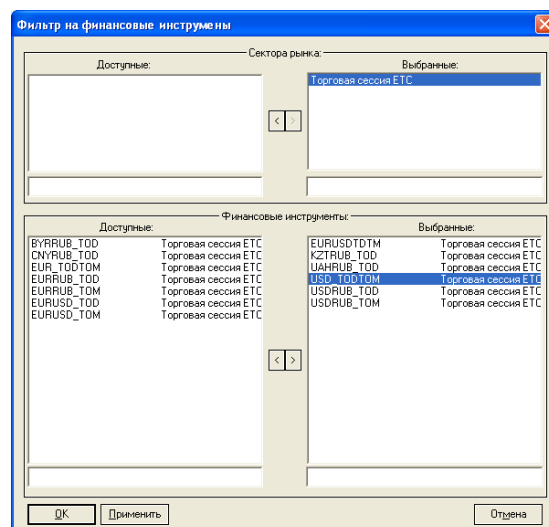 Фильтр на финансовые инструмены
Сектора рынка:
Доступные: Выбранные:
Торговая сессия ЕТС
< >
Финансовые инструменты:
Доступные: Выбранные:
BYRRUB_TOD Торговая сессия ЕТС EURUSDTDTM Торговая сессия ЕТС
CNYRUB_TOD Торговая сессия ЕТС KZTRUB_TOD Торговая сессия ЕТС
EUR_TODTOM Торговая сессия ЕТС UAHRUB_TOD Торговая сессия ЕТС
EURRUB_TOD Торговая сессия ЕТС USD_TODTOM Торговая сессия ЕТС
EURRUB_TOM Торговая сессия ЕТС USDRUB_TOD Торговая сессия ЕТС
EURUSD_TOD Торговая сессия ЕТС USDRUB_TOM Торговая сессия ЕТС
EURUSD_TOM Торговая сессия ЕТС
< >
OK Применить Отмена